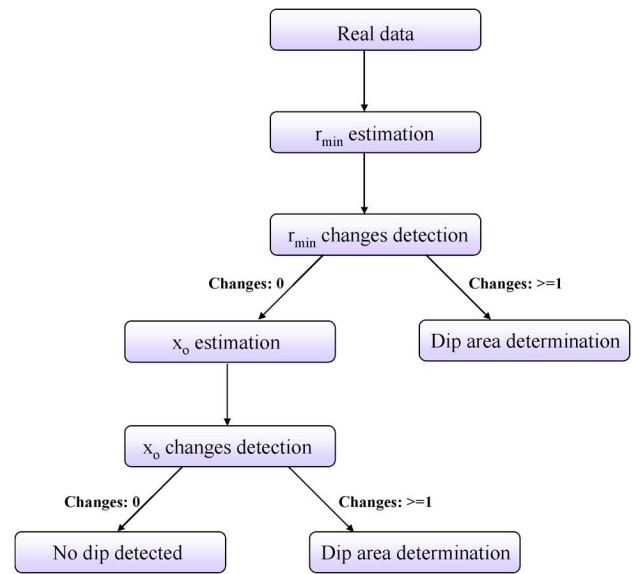 Real data
r_min estimation
r_min changes detection
Changes: 0
Changes: >=1
x_o estimation
Dip area determination
x_o changes detection
Changes: 0
Changes: >=1
No dip detected
Dip area determination